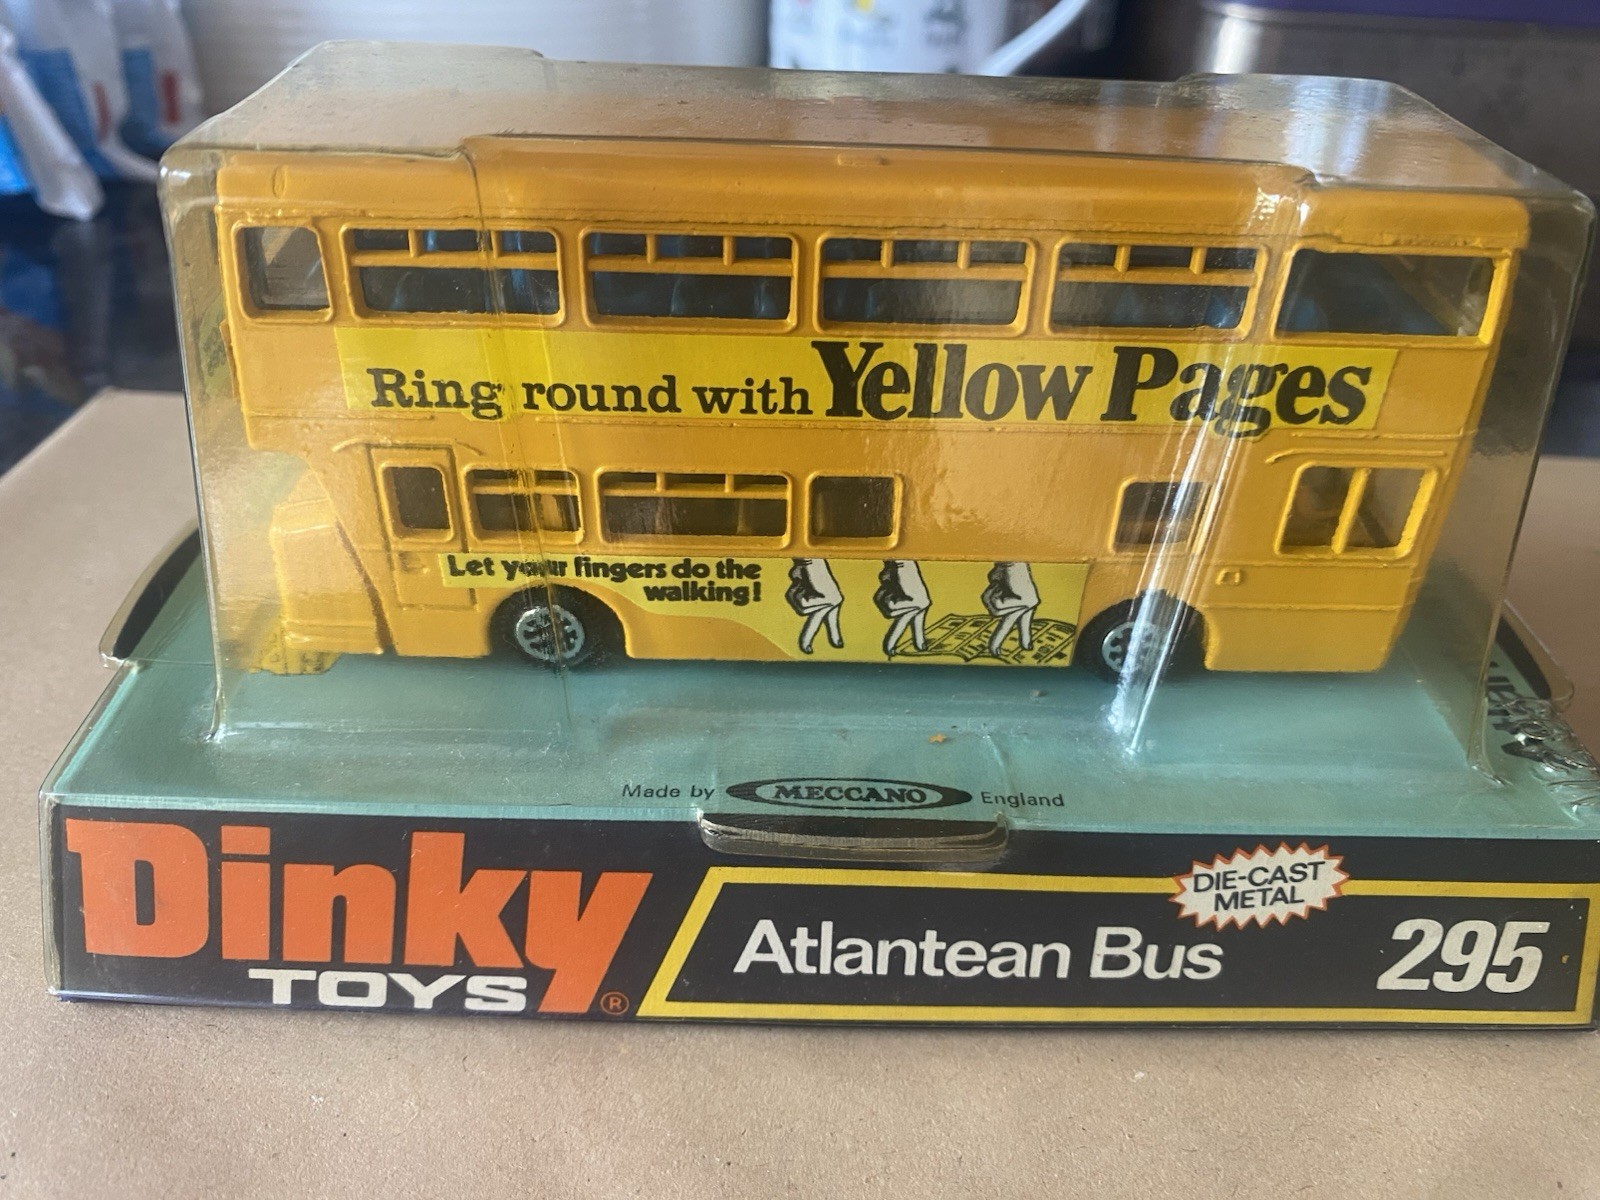 Ring round with Yellow Pages
Let your fingers do the
walking!
Made by MECCANO England
Dinky
TOYS ®
Atlantean Bus
DIE-CAST
METAL
295